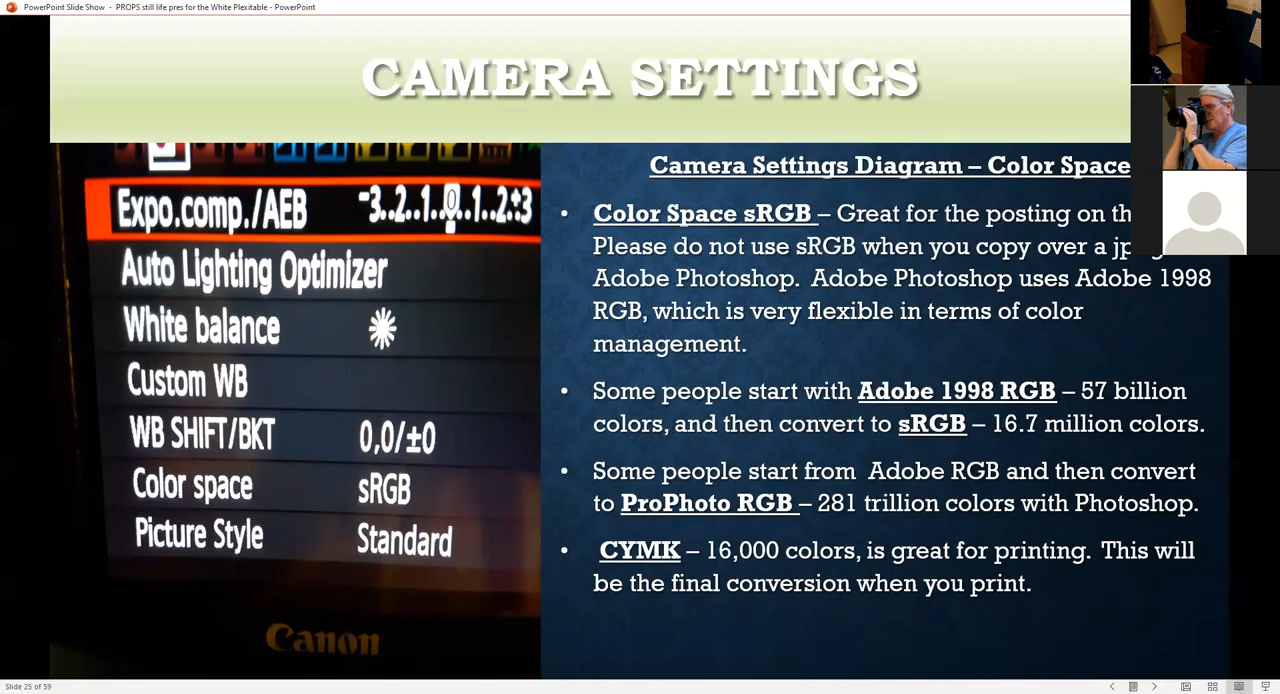 PowerPoint Slide Show - PROPS still life pres for the White Plexitable - PowerPoint
CAMERA SETTINGS
Expo.comp./AEB -3..2..1..0..1..2..+3
Auto Lighting Optimizer
White balance
Custom WB
WB SHIFT/BKT 0,0/±0
Color space sRGB
Picture Style Standard
Canon
Camera Settings Diagram – Color Space
• Color Space sRGB – Great for the posting on
Please do not use sRGB when you copy over a
Adobe Photoshop. Adobe Photoshop uses Adobe 1998
RGB, which is very flexible in terms of color
management.
• Some people start with Adobe 1998 RGB – 57 billion
colors, and then convert to sRGB – 16.7 million colors.
• Some people start from Adobe RGB and then convert
to ProPhoto RGB – 281 trillion colors with Photoshop.
• CYMK – 16,000 colors, is great for printing. This will
be the final conversion when you print.
Slide 25 of 59